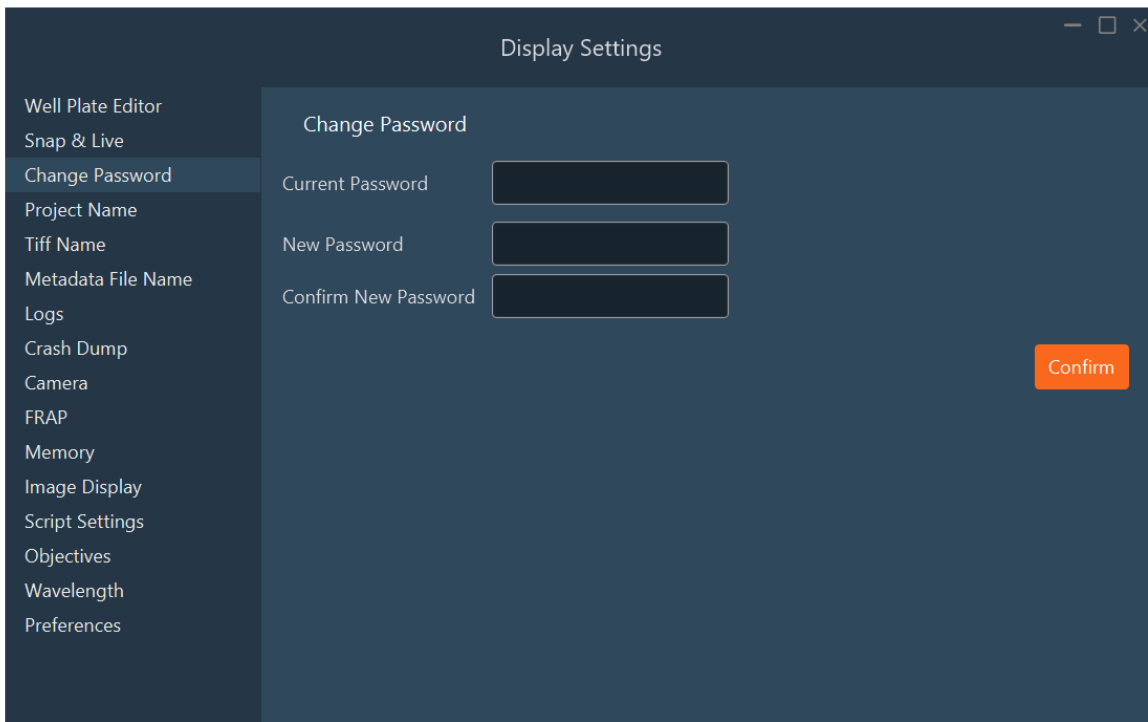 Display Settings
Well Plate Editor
Snap & Live
Change Password
Project Name
Tiff Name
Metadata File Name
Logs
Crash Dump
Camera
FRAP
Memory
Image Display
Script Settings
Objectives
Wavelength
Preferences
Change Password
Current Password
New Password
Confirm New Password
Confirm